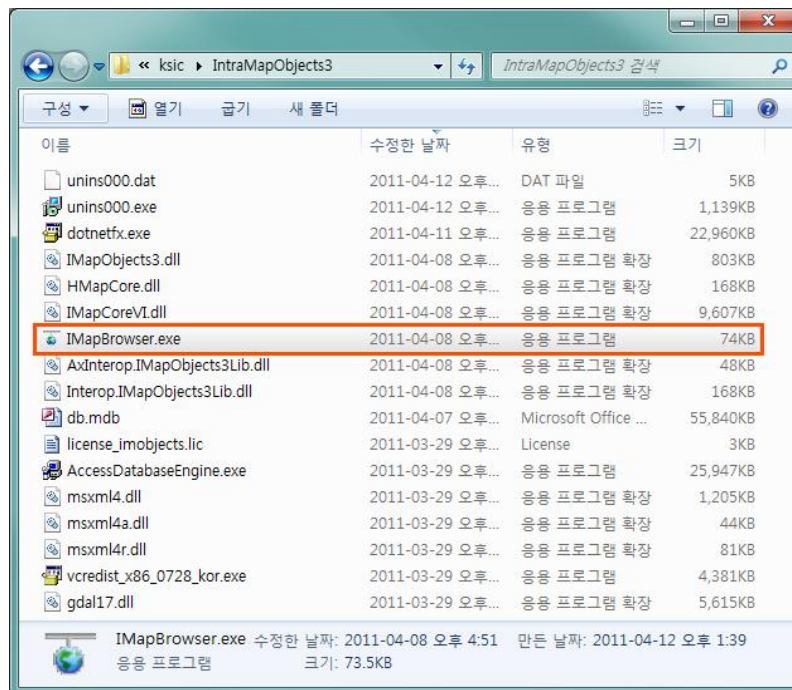 « ksic ▸ IntraMapObjects3 IntraMapObjects3 검색
구성 ▼ 열기 굽기 새 폴더
이름 수정한 날짜 유형 크기
unins000.dat 2011-04-12 오후... DAT 파일 5KB
unins000.exe 2011-04-12 오후... 응용 프로그램 1,139KB
dotnetfx.exe 2011-04-11 오후... 응용 프로그램 22,960KB
IMapObjects3.dll 2011-04-08 오후... 응용 프로그램 확장 803KB
HMapCore.dll 2011-04-08 오후... 응용 프로그램 확장 168KB
IMapCoreVI.dll 2011-04-08 오후... 응용 프로그램 확장 9,607KB
IMapBrowser.exe 2011-04-08 오후... 응용 프로그램 74KB
AxInterop.IMapObjects3Lib.dll 2011-04-08 오후... 응용 프로그램 확장 48KB
Interop.IMapObjects3Lib.dll 2011-04-08 오후... 응용 프로그램 확장 168KB
db.mdb 2011-04-07 오후... Microsoft Office ... 55,840KB
license_imobjects.lic 2011-03-29 오후... License 3KB
AccessDatabaseEngine.exe 2011-03-29 오후... 응용 프로그램 25,947KB
msxml4.dll 2011-03-29 오후... 응용 프로그램 확장 1,205KB
msxml4a.dll 2011-03-29 오후... 응용 프로그램 확장 44KB
msxml4r.dll 2011-03-29 오후... 응용 프로그램 확장 81KB
vcredist_x86_0728_kor.exe 2011-03-29 오후... 응용 프로그램 4,381KB
gdal17.dll 2011-03-29 오후... 응용 프로그램 확장 5,615KB
IMapBrowser.exe 수정한 날짜: 2011-04-08 오후 4:51 만든 날짜: 2011-04-12 오후 1:39
응용 프로그램 크기: 73.5KB